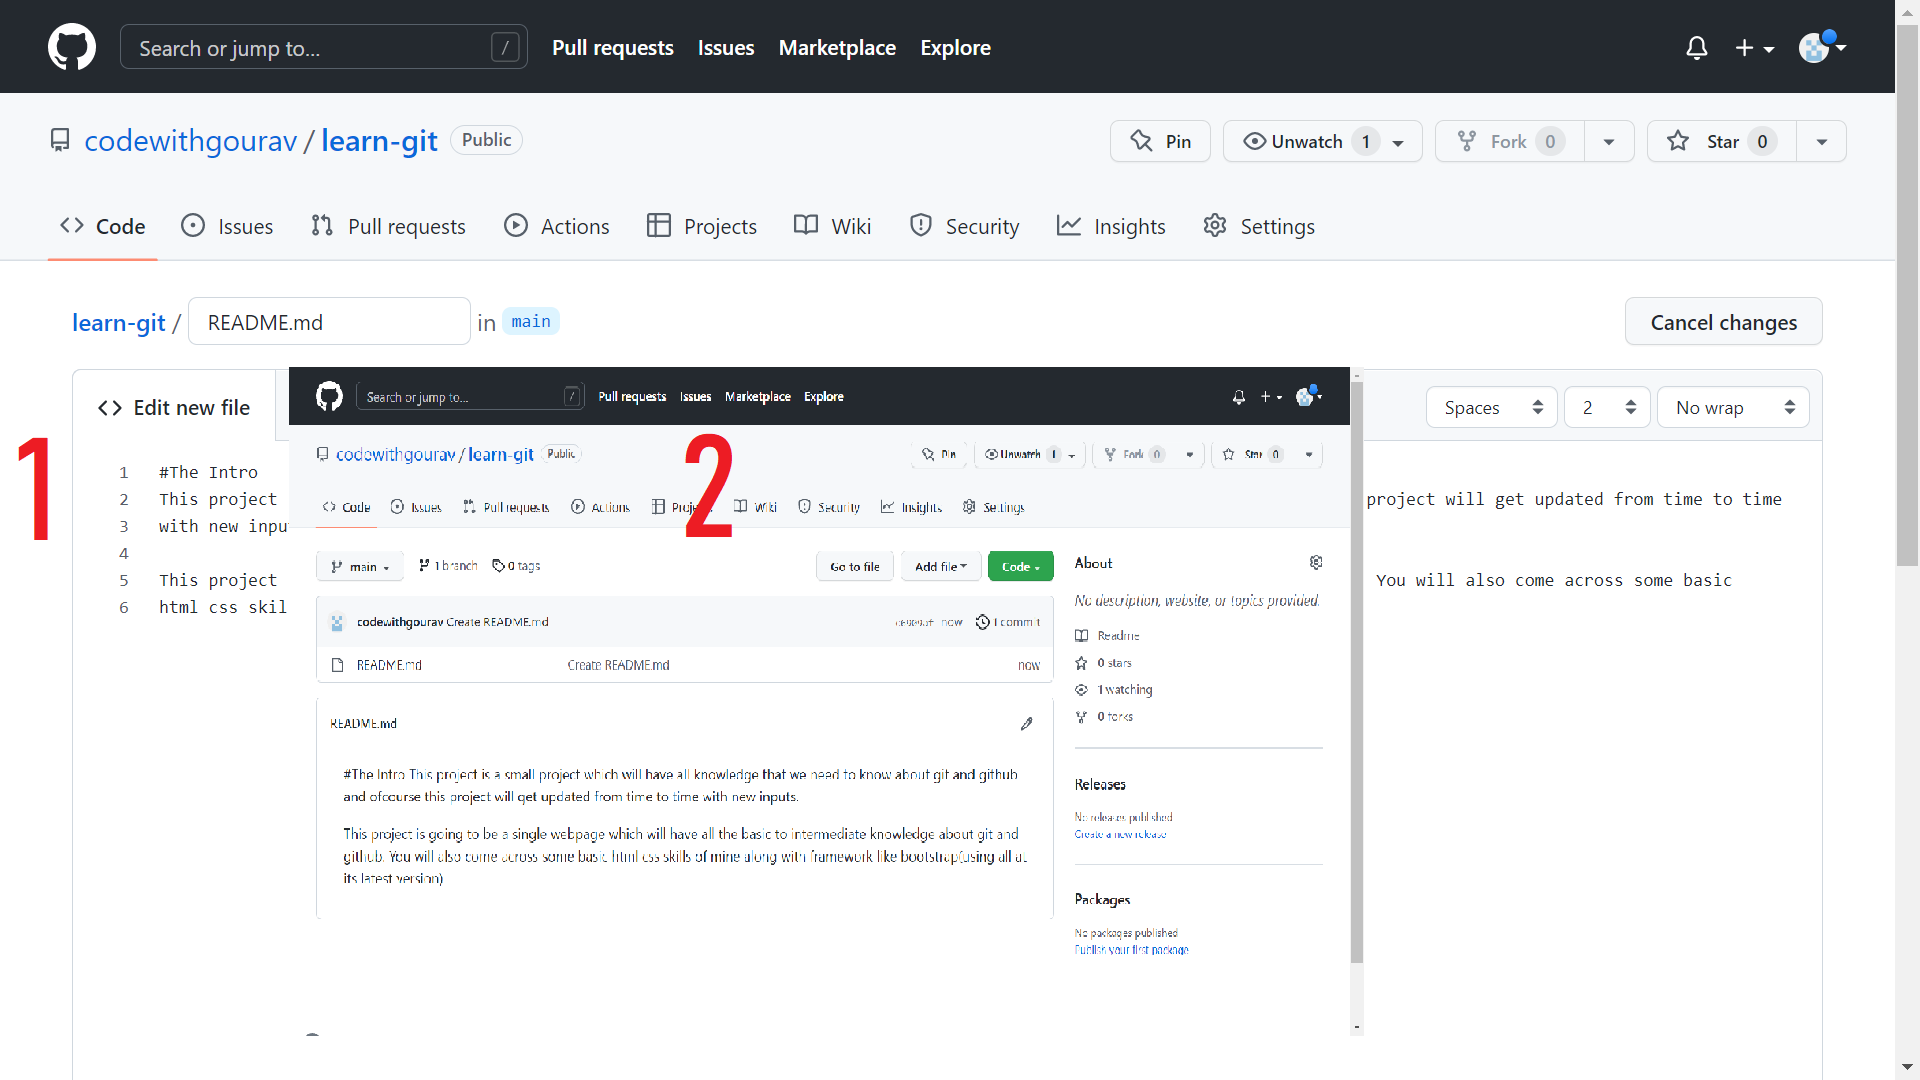 Search or jump to... /
Pull requests Issues Marketplace Explore
codewithgourav / learn-git Public
Pin Unwatch 1 Fork 0 Star 0
Code Issues Pull requests Actions Projects Wiki Security Insights Settings
learn-git / README.md in main
Cancel changes
<> Edit new file
Spaces 2 No wrap
1
1 #The Intro
2 This project
project will get updated from time to time
3 with new inpu
4
5 This project
You will also come across some basic
6 html css skil
2
Search or jump to... /
Pull requests Issues Marketplace Explore
codewithgourav / learn-git Public
Pin Unwatch 1 Fork 0 Star 0
Code Issues Pull requests Actions Wiki Security Insights Settings
main 1 branch 0 tags
Go to file Add file Code
codewithgourav Create README.md
now 1 commit
README.md Create README.md now
README.md
#The Intro This project is a small project which will have all knowledge that we need to know about git and github
and ofcourse this project will get updated from time to time with new inputs.
This project is going to be a single webpage which will have all the basic to intermediate knowledge about git and
github. You will also come across some basic html css skills of mine along with framework like bootstrap(using all at
its latest version)
About
No description, website, or topics provided.
Readme
0 stars
1 watching
0 forks
Releases
No releases published
Create a new release
Packages
No packages published
Publish your first package